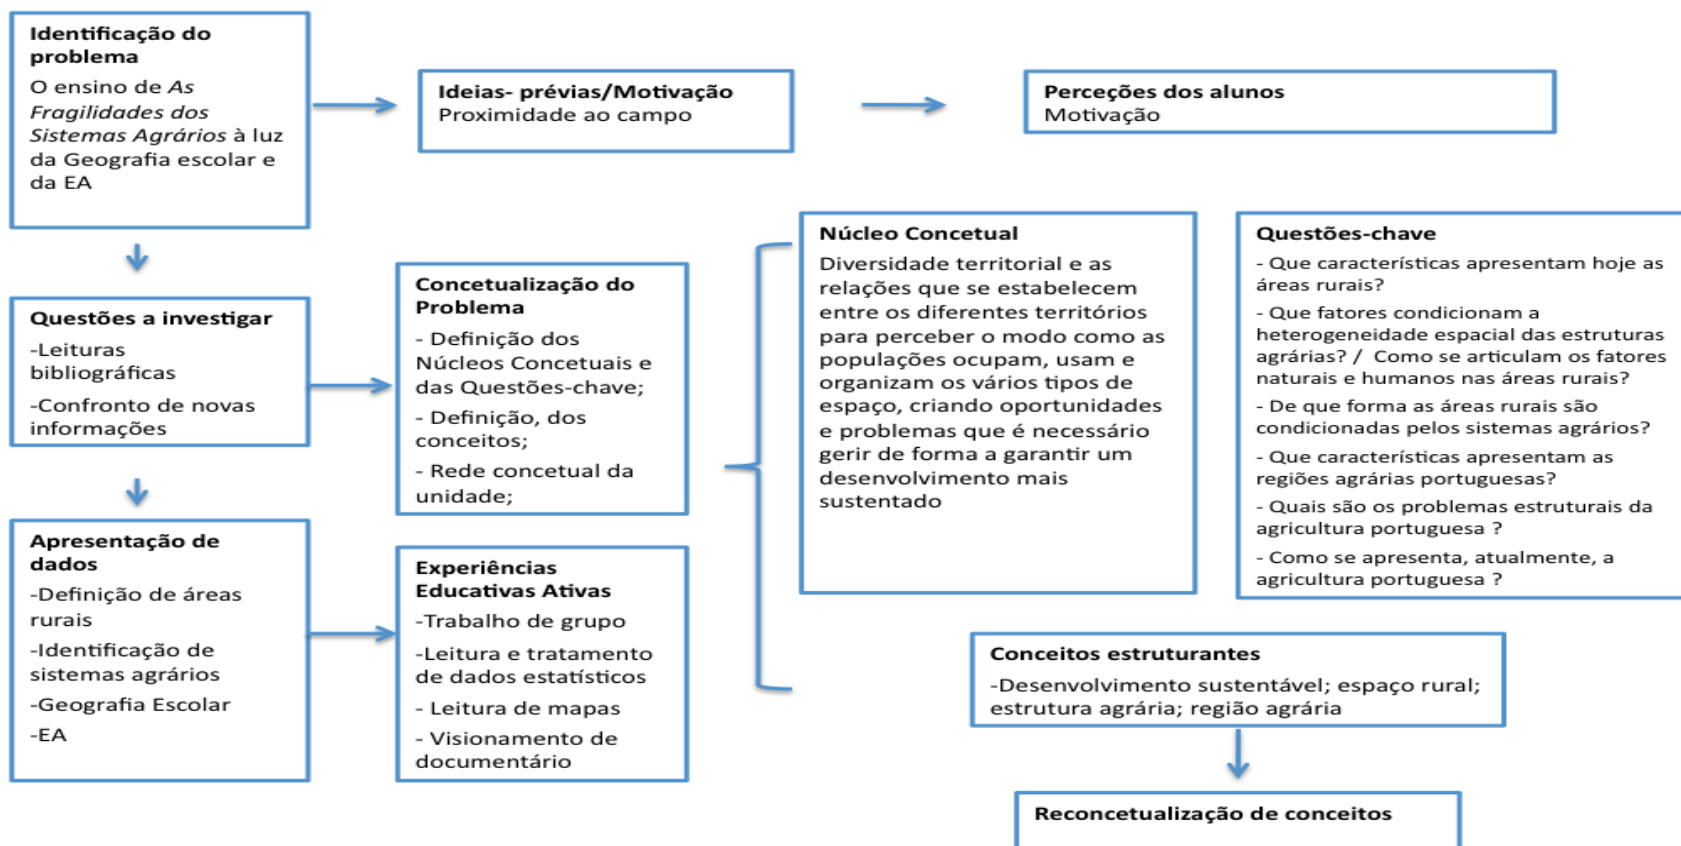 Identificação do
problema
O ensino de As
Fragilidades dos
Sistemas Agrários à luz
da Geografia escolar e
da EA
Ideias- prévias/Motivação
Proximidade ao campo
Perceções dos alunos
Motivação
Questões a investigar
-Leituras
bibliográficas
-Confronto de novas
informações
Concetualização do
Problema
- Definição dos
Núcleos Concetuais e
das Questões-chave;
- Definição, dos
conceitos;
- Rede concetual da
unidade;
Núcleo Concetual
Diversidade territorial e as
relações que se estabelecem
entre os diferentes territórios
para perceber o modo como as
populações ocupam, usam e
organizam os vários tipos de
espaço, criando oportunidades
e problemas que é necessário
gerir de forma a garantir um
desenvolvimento mais
sustentado
Questões-chave
- Que características apresentam hoje as
áreas rurais?
- Que fatores condicionam a
heterogeneidade espacial das estruturas
agrárias? / Como se articulam os fatores
naturais e humanos nas áreas rurais?
- De que forma as áreas rurais são
condicionadas pelos sistemas agrários?
- Que características apresentam as
regiões agrárias portuguesas?
- Quais são os problemas estruturais da
agricultura portuguesa ?
- Como se apresenta, atualmente, a
agricultura portuguesa ?
Apresentação de
dados
-Definição de áreas
rurais
-Identificação de
sistemas agrários
-Geografia Escolar
-EA
Experiências
Educativas Ativas
-Trabalho de grupo
-Leitura e tratamento
de dados estatísticos
- Leitura de mapas
- Visionamento de
documentário
Conceitos estruturantes
-Desenvolvimento sustentável; espaço rural;
estrutura agrária; região agrária
Reconcetualização de conceitos